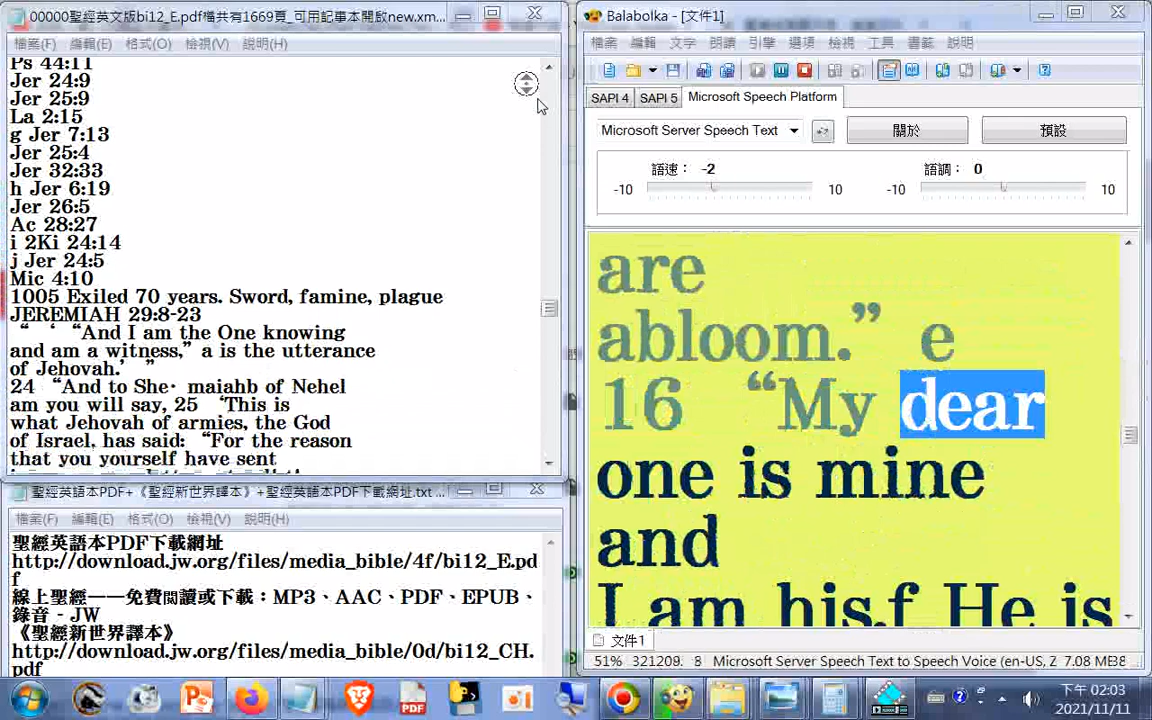 00000聖經英文版bi12_E.pdf檔共有1669頁_可用記事本開啟new.xm...
檔案(F) 編輯(E) 格式(O) 檢視(V) 說明(H)
Ps 44:11
Jer 24:9
Jer 25:9
La 2:15
g Jer 7:13
Jer 25:4
Jer 32:33
h Jer 6:19
Jer 26:5
Ac 28:27
i 2Ki 24:14
j Jer 24:5
Mic 4:10
1005 Exiled 70 years. Sword, famine, plague
JEREMIAH 29:8-23
“ ‘ “And I am the One knowing
and am a witness,” a is the utterance
of Jehovah.’ ”
24 “And to She· maiahb of Nehel
am you will say, 25 ‘This is
what Jehovah of armies, the God
of Israel, has said: “For the reason
that you yourself have sent
聖經英語本PDF+《聖經新世界譯本》+聖經英語本PDF下載網址.txt ...
檔案(F) 編輯(E) 格式(O) 檢視(V) 說明(H)
聖經英語本PDF下載網址
http://download.jw.org/files/media_bible/4f/bi12_E.pd
f
線上聖經——免費閱讀或下載：MP3、AAC、PDF、EPUB、
錄音 - JW
《聖經新世界譯本》
http://download.jw.org/files/media_bible/0d/bi12_CH.
pdf
Balabolka - [文件1]
檔案 編輯 文字 朗讀 引擎 選項 檢視 工具 書籤 說明
SAPI 4 SAPI 5 Microsoft Speech Platform
Microsoft Server Speech Text 關於 預設
語速： -2 語調： 0
-10 10 -10 10
are
abloom.” e
16 “My dear
one is mine
and
I am his.f He is
文件1
51% 321209. 8 Microsoft Server Speech Text to Speech Voice (en-US, Z 7.08 MB
PDF
下午 02:03
2021/11/11